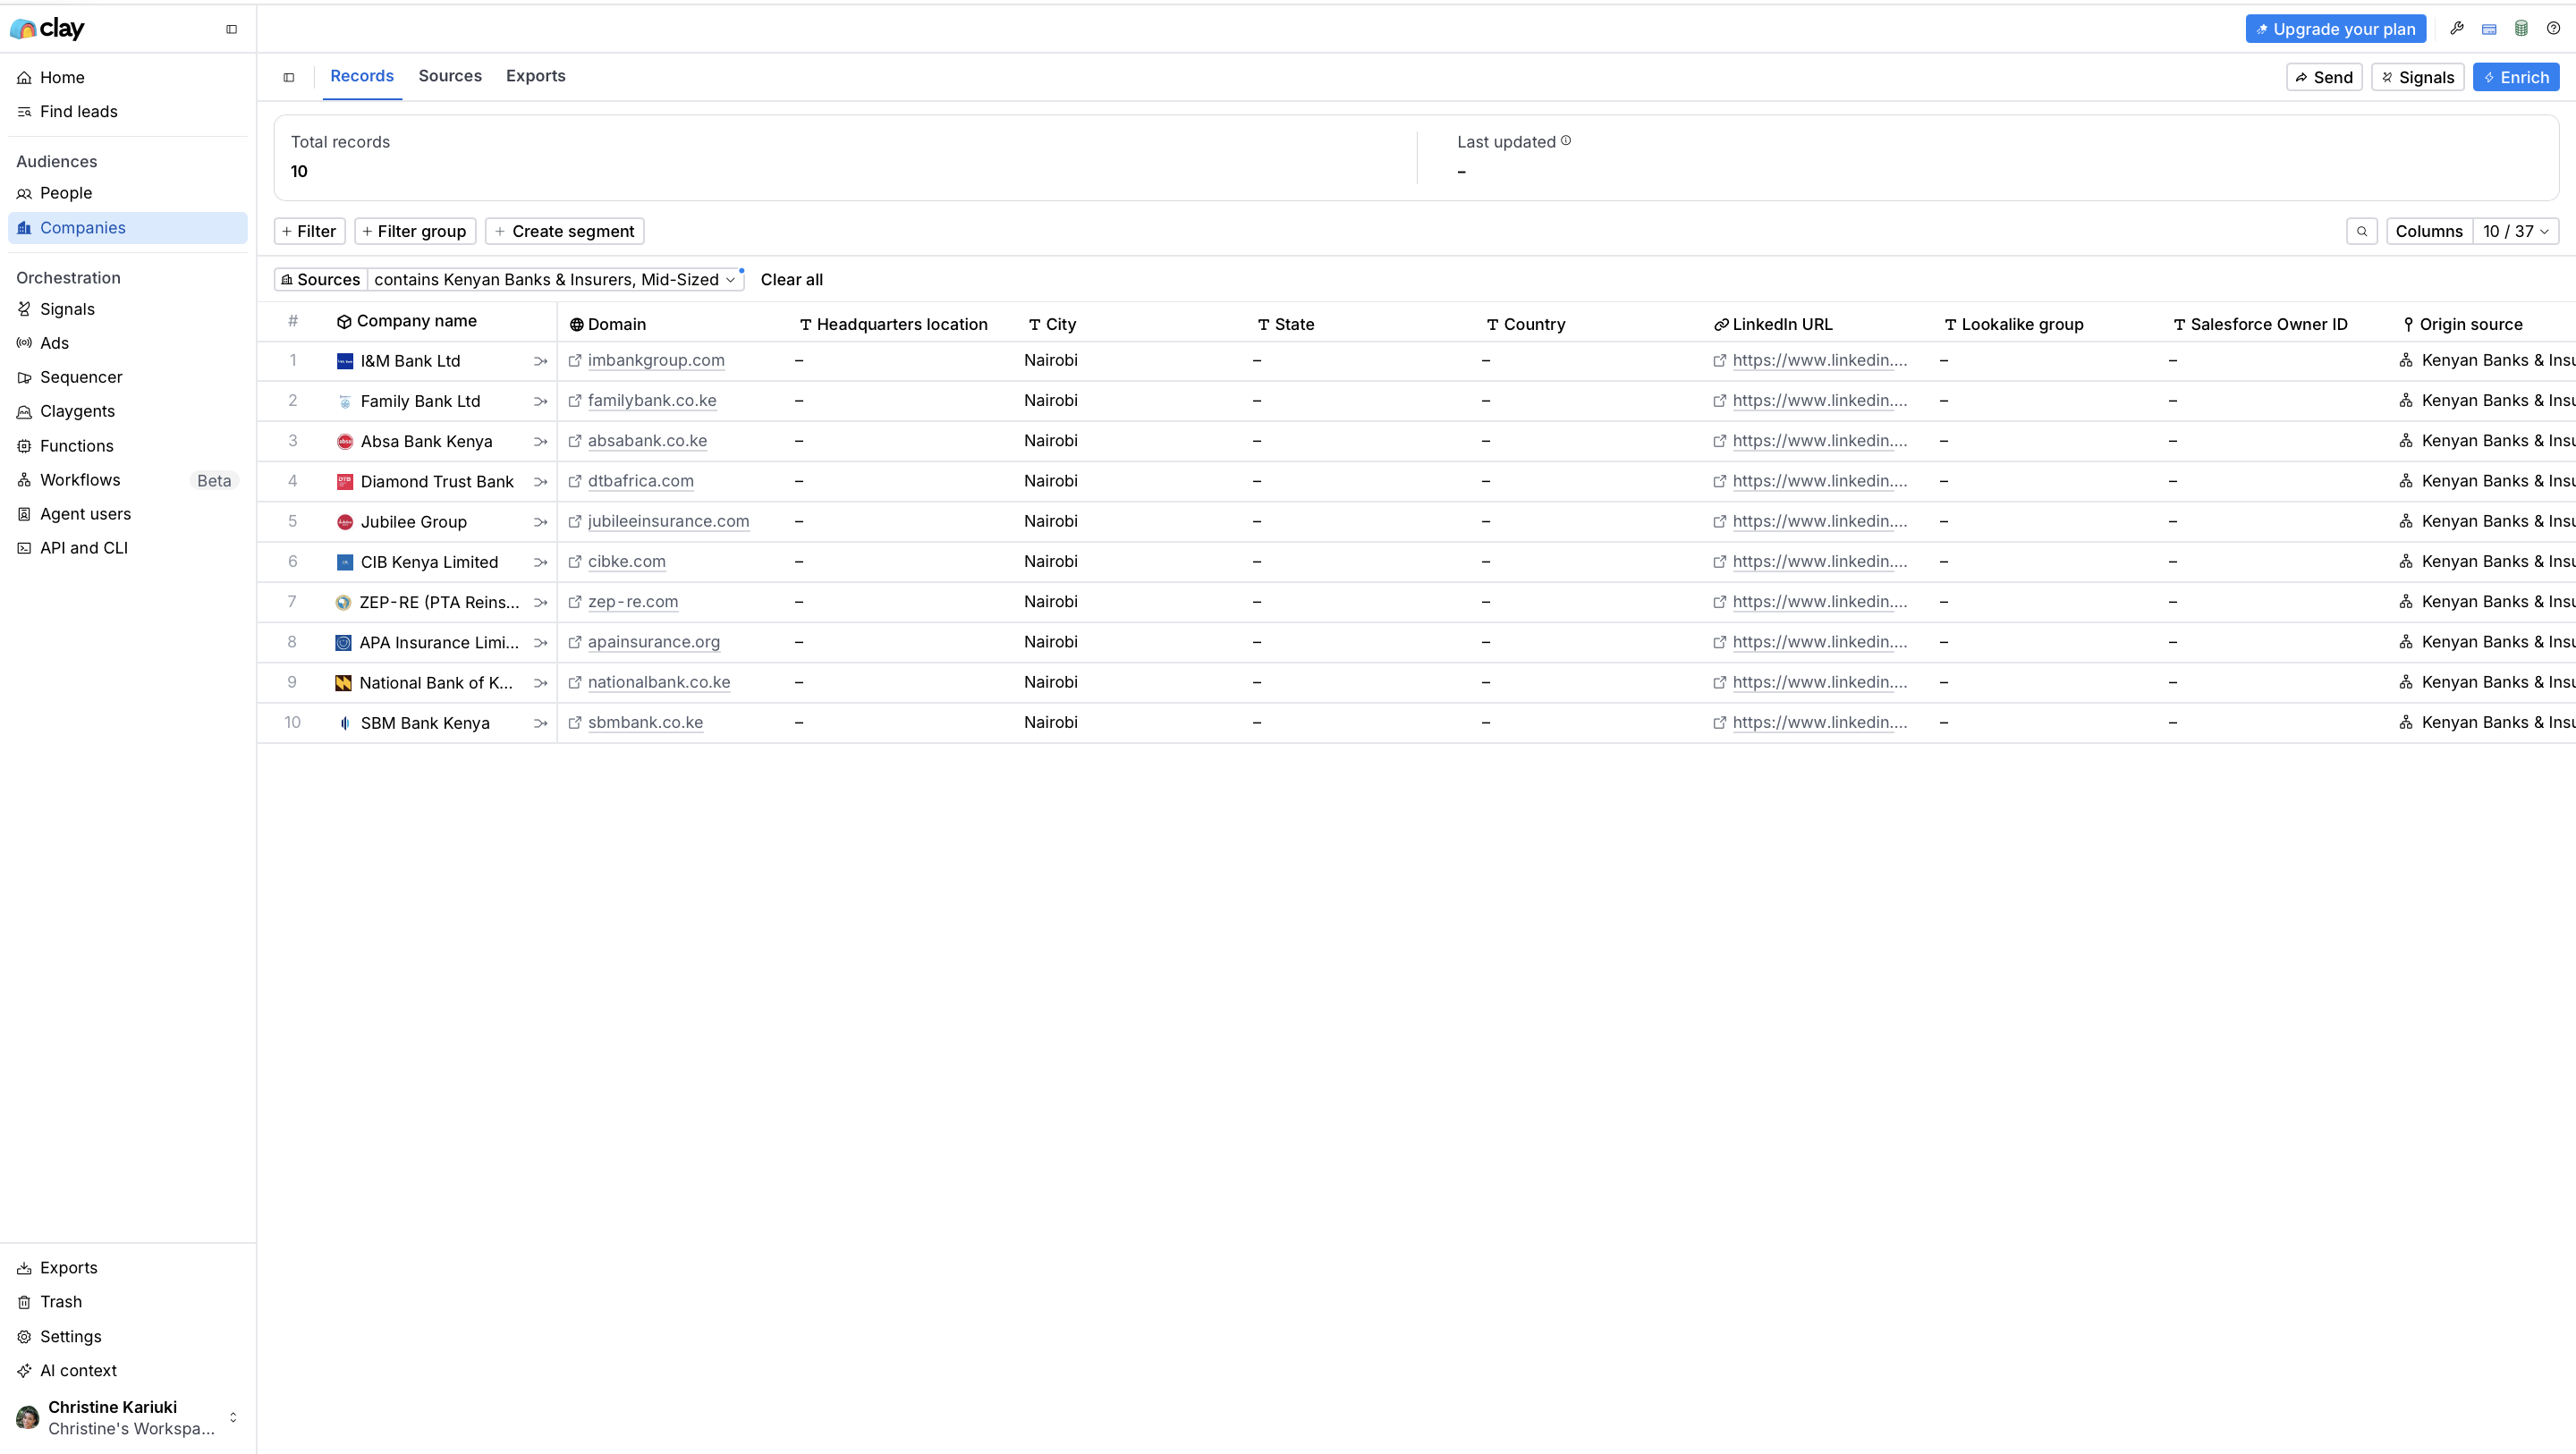 clay
Upgrade your plan
Home
Find leads
Audiences
People
Companies
Orchestration
Signals
Ads
Sequencer
Claygents
Functions
Workflows Beta
Agent users
API and CLI
Exports
Trash
Settings
AI context
Christine Kariuki
Christine's Workspa...
Records Sources Exports
Send Signals Enrich
Total records
10
Last updated
–
+ Filter + Filter group + Create segment
Columns 10 / 37
Sources contains Kenyan Banks & Insurers, Mid-Sized Clear all
# Company name Domain Headquarters location City State Country LinkedIn URL Lookalike group Salesforce Owner ID Origin source
1 I&M Bank Ltd imbankgroup.com – Nairobi – – https://www.linkedin.... – – Kenyan Banks & Insu
2 Family Bank Ltd familybank.co.ke – Nairobi – – https://www.linkedin.... – – Kenyan Banks & Insu
3 Absa Bank Kenya absabank.co.ke – Nairobi – – https://www.linkedin.... – – Kenyan Banks & Insu
4 Diamond Trust Bank dtbafrica.com – Nairobi – – https://www.linkedin.... – – Kenyan Banks & Insu
5 Jubilee Group jubileeinsurance.com – Nairobi – – https://www.linkedin.... – – Kenyan Banks & Insu
6 CIB Kenya Limited cibke.com – Nairobi – – https://www.linkedin.... – – Kenyan Banks & Insu
7 ZEP-RE (PTA Reins... zep-re.com – Nairobi – – https://www.linkedin.... – – Kenyan Banks & Insu
8 APA Insurance Limi... apainsurance.org – Nairobi – – https://www.linkedin.... – – Kenyan Banks & Insu
9 National Bank of K... nationalbank.co.ke – Nairobi – – https://www.linkedin.... – – Kenyan Banks & Insu
10 SBM Bank Kenya sbmbank.co.ke – Nairobi – – https://www.linkedin.... – – Kenyan Banks & Insu